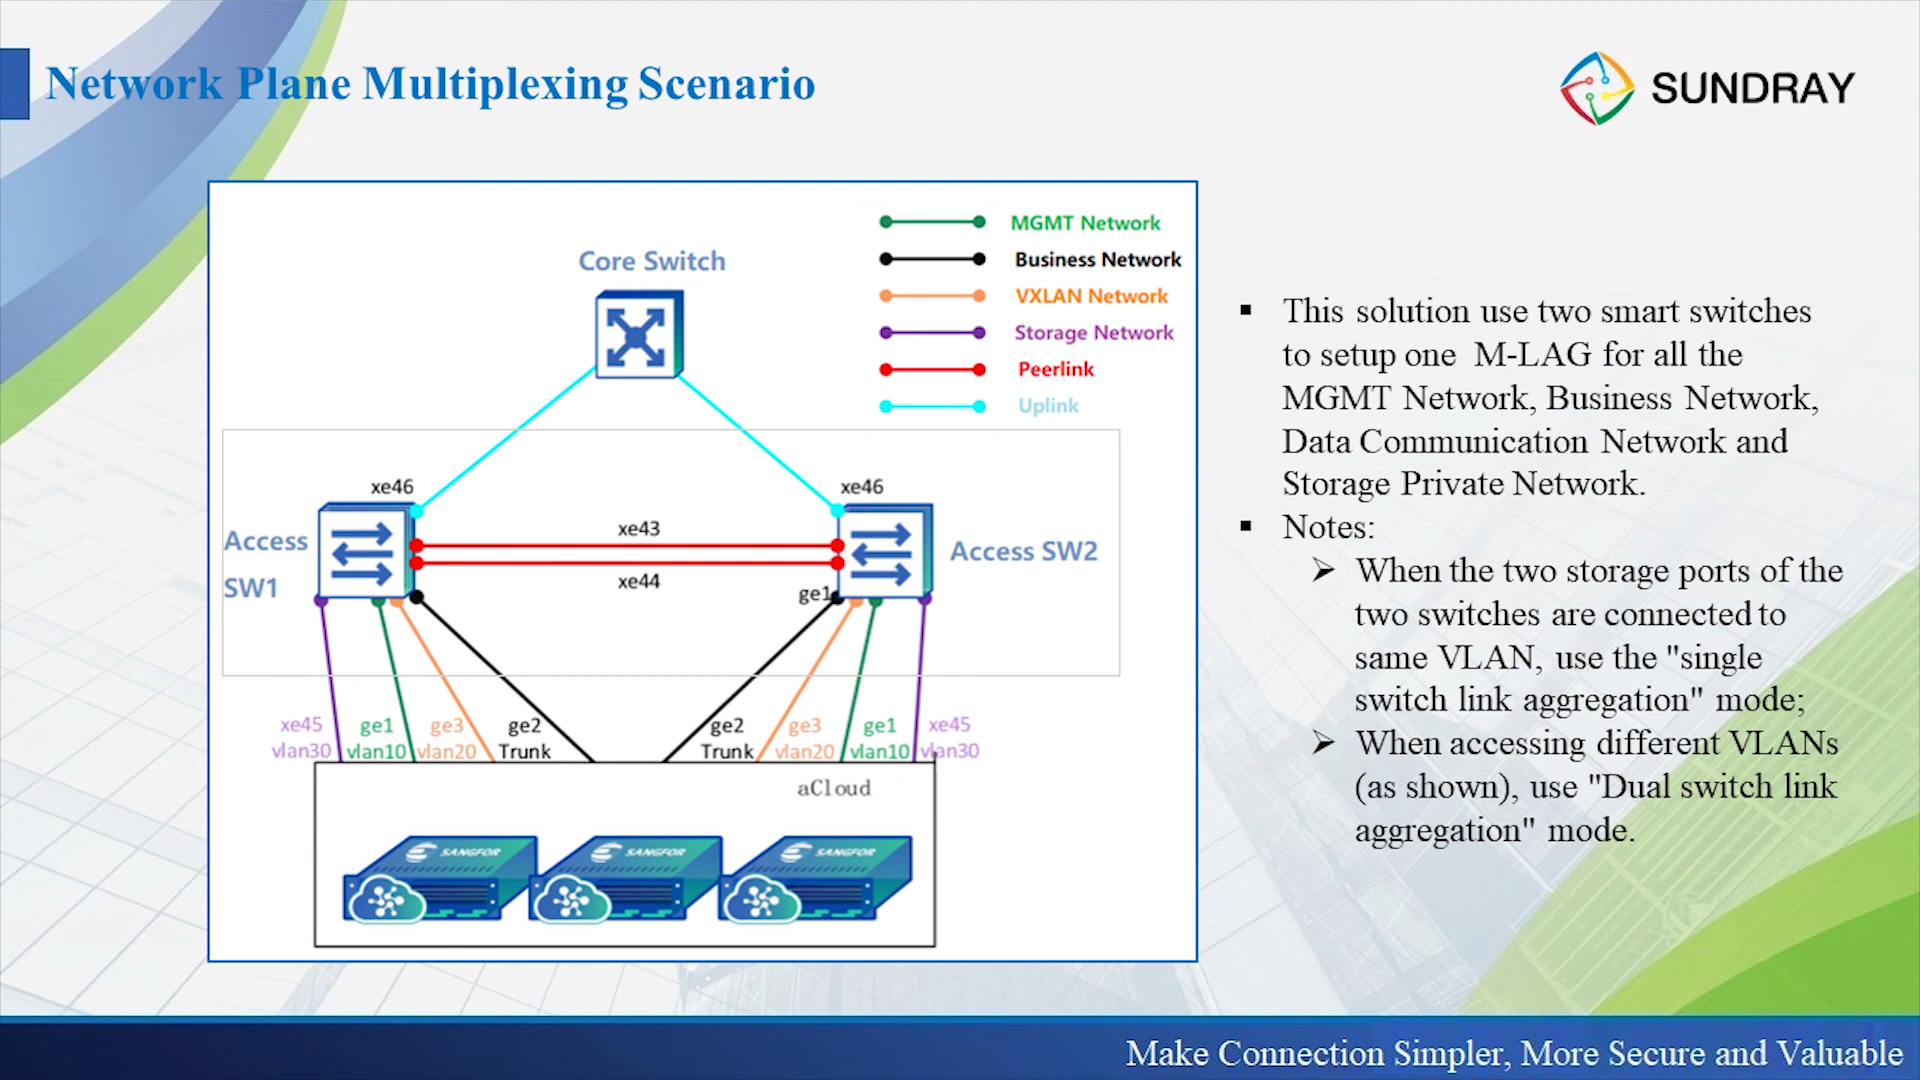 Network Plane Multiplexing Scenario
SUNDRAY
MGMT Network
Business Network
VXLAN Network
Storage Network
Peerlink
Uplink
Core Switch
xe46
xe46
Access
SW1
xe43
xe44
Access SW2
ge1
xe45
vlan30
ge1
vlan10
ge3
vlan20
ge2
Trunk
ge2
Trunk
ge3
vlan20
ge1
vlan10
xe45
vlan30
aCloud
SANGFOR
SANGFOR
SANGFOR
This solution use two smart switches
to setup one M-LAG for all the
MGMT Network, Business Network,
Data Communication Network and
Storage Private Network.
Notes:
When the two storage ports of the
two switches are connected to
same VLAN, use the "single
switch link aggregation" mode;
When accessing different VLANs
(as shown), use "Dual switch link
aggregation" mode.
Make Connection Simpler, More Secure and Valuable